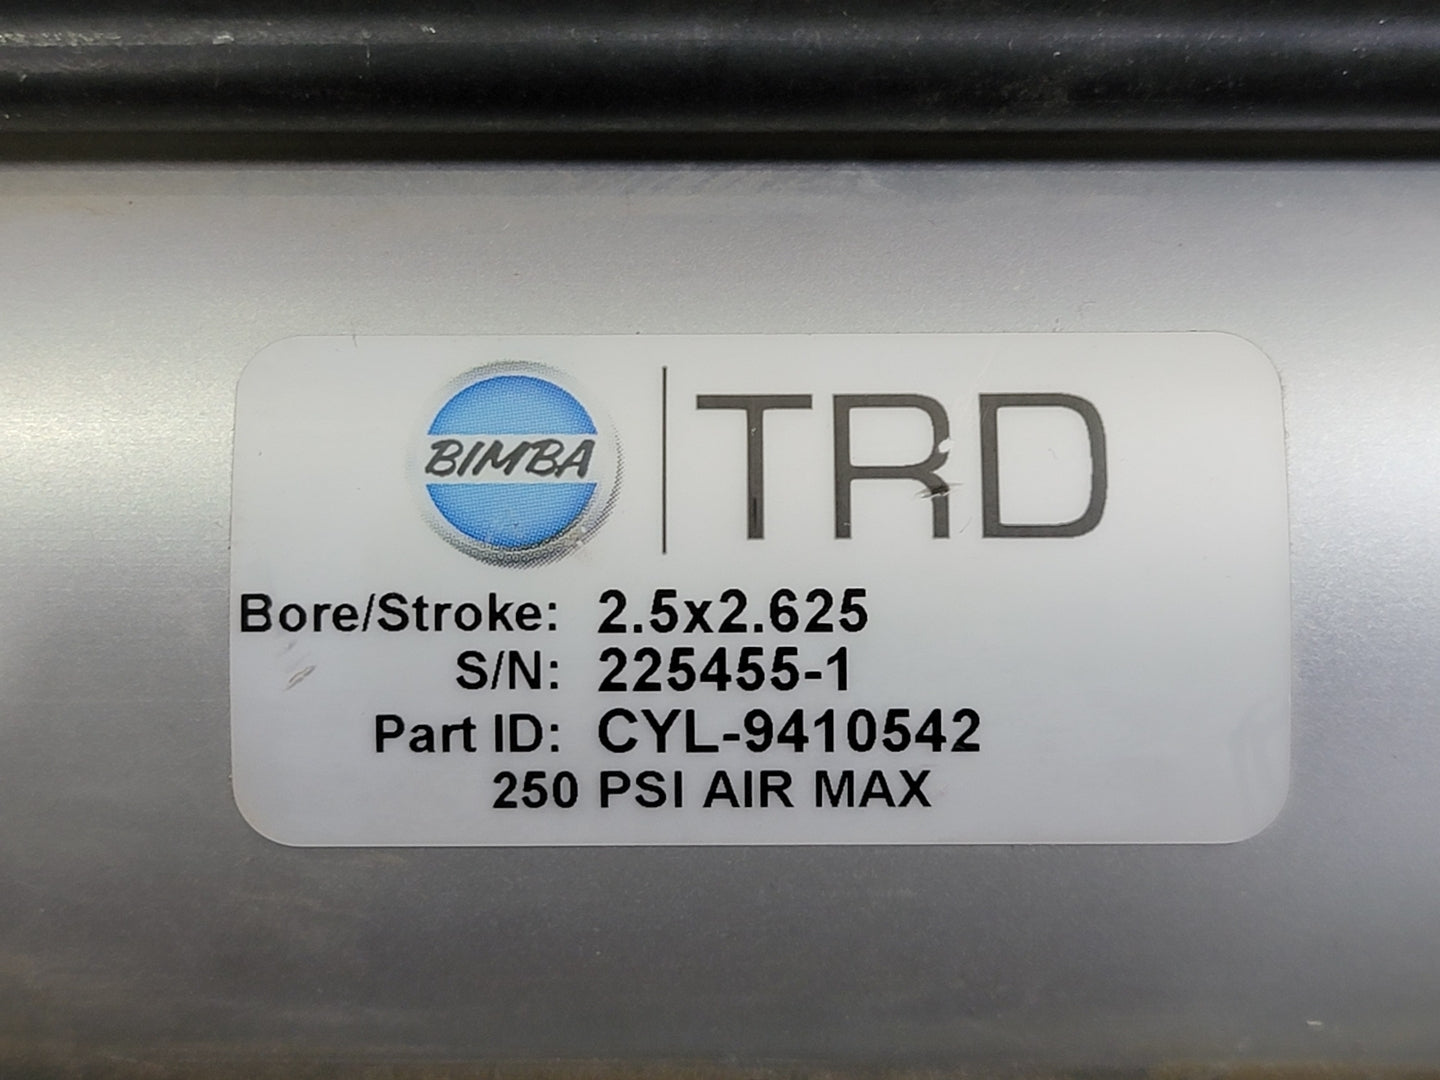 BIMBA TRD
Bore/Stroke: 2.5x2.625
S/N: 225455-1
Part ID: CYL-9410542
250 PSI AIR MAX